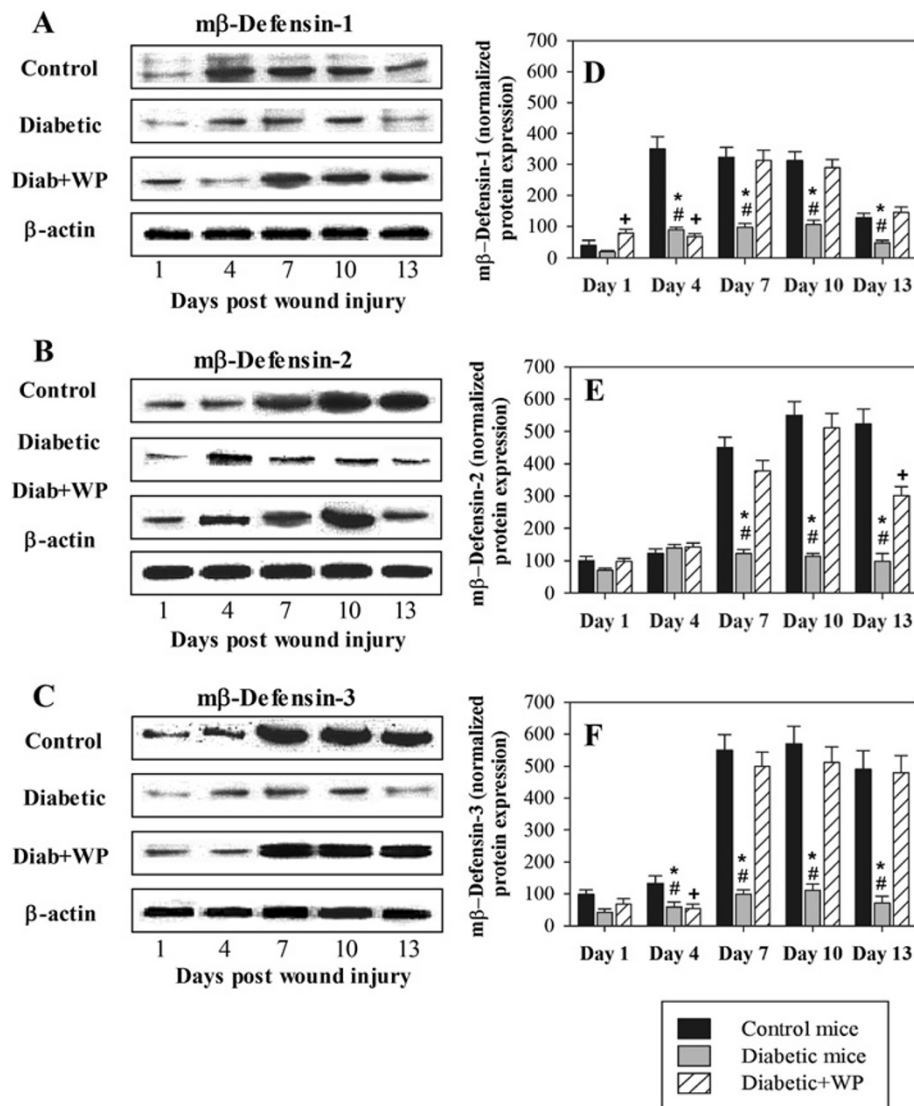 A
mβ-Defensin-1
Control
Diabetic
Diab+WP
β-actin
1 4 7 10 13
Days post wound injury
D
mβ–Defensin-1 (normalized
protein expression)
700
600
500
400
300
200
100
0
+
*
#
+
*
#
*
#
*
#
Day 1 Day 4 Day 7 Day 10 Day 13
B
mβ-Defensin-2
Control
Diabetic
Diab+WP
β-actin
1 4 7 10 13
Days post wound injury
E
mβ–Defensin-2 (normalized
protein expression)
700
600
500
400
300
200
100
0
*
#
*
#
*
#
+
Day 1 Day 4 Day 7 Day 10 Day 13
C
mβ-Defensin-3
Control
Diabetic
Diab+WP
β-actin
1 4 7 10 13
Days post wound injury
F
mβ–Defensin-3 (normalized
protein expression)
700
600
500
400
300
200
100
0
*
#
+
*
#
*
#
*
#
Day 1 Day 4 Day 7 Day 10 Day 13
Control mice
Diabetic mice
Diabetic+WP